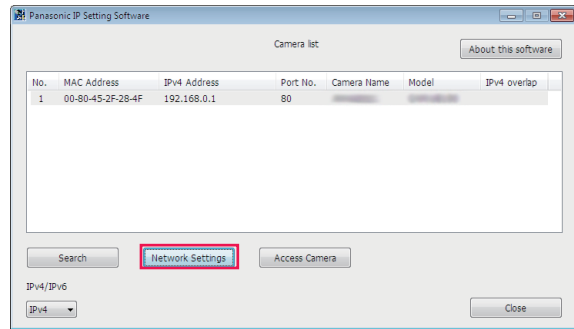 Panasonic IP Setting Software
Camera list
About this software
No. MAC Address IPv4 Address Port No. Camera Name Model IPv4 overlap
1 00-80-45-2F-28-4F 192.168.0.1 80
Search Network Settings Access Camera
IPv4/IPv6
IPv4 Close